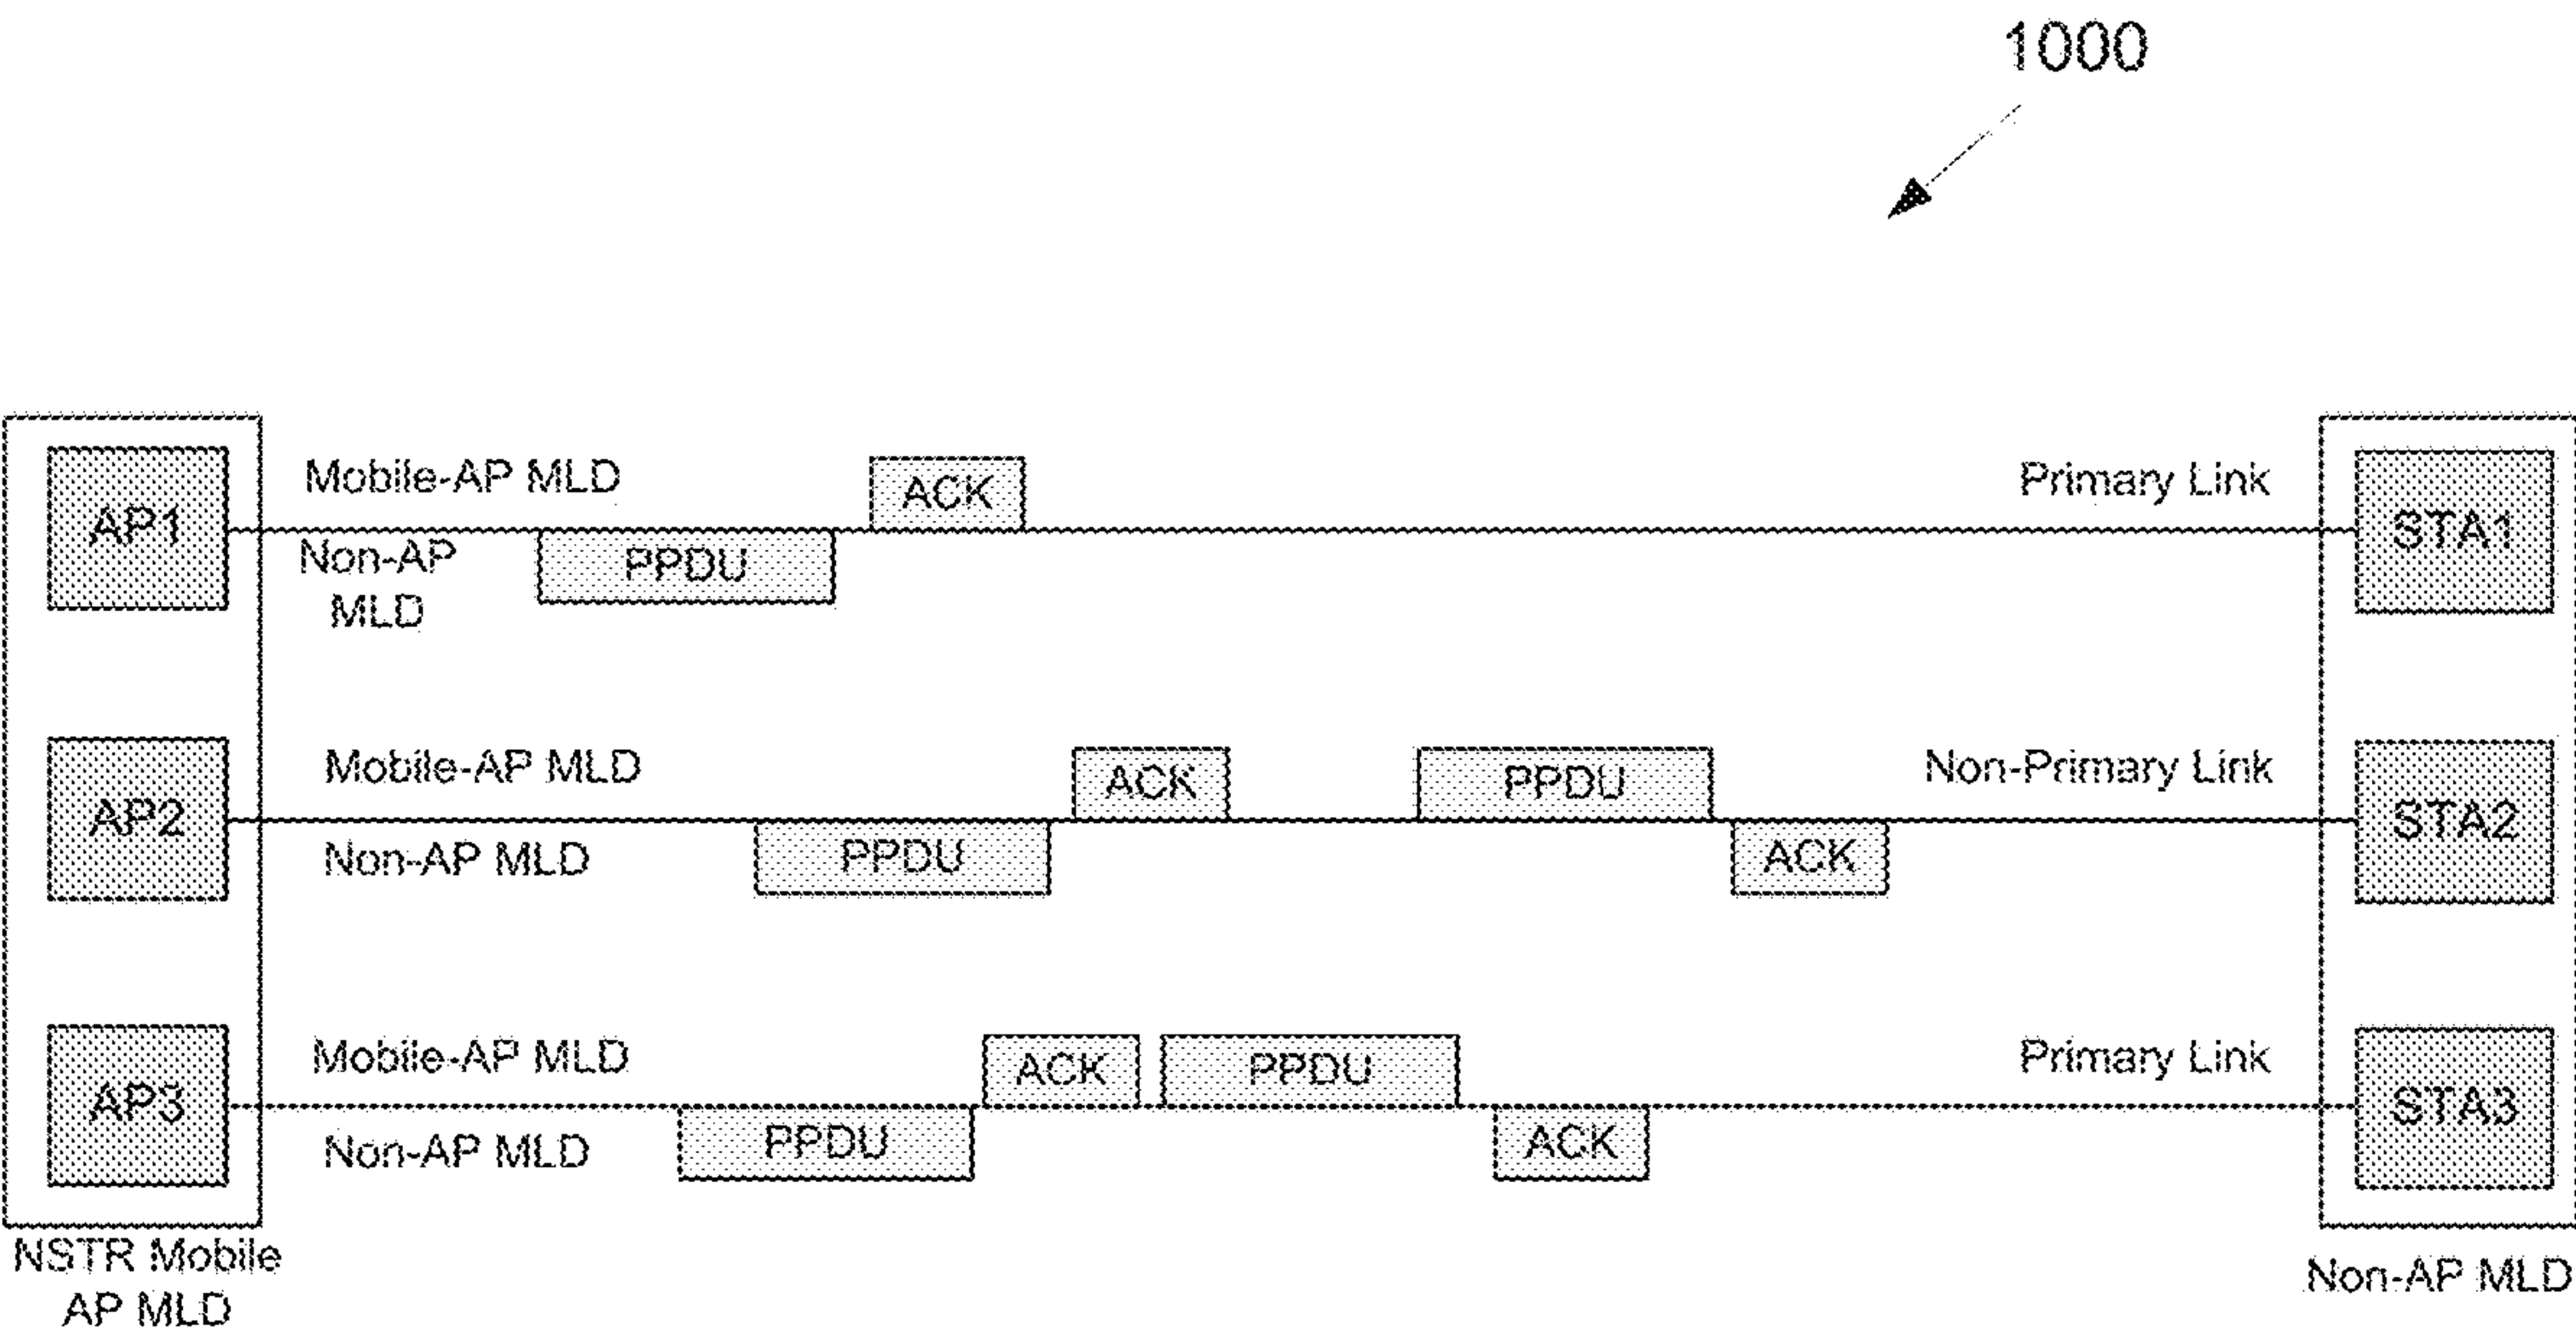 1000
Mobile-AP MLD
ACK
Primary Link
AP1
STA1
Non-AP
MLD
PPDU
Mobile-AP MLD
ACK
PPDU
Non-Primary Link
AP2
STA2
Non-AP MLD
PPDU
ACK
Mobile-AP MLD
ACK
PPDU
Primary Link
AP3
STA3
Non-AP MLD
PPDU
ACK
NSTR Mobile
AP MLD
Non-AP MLD